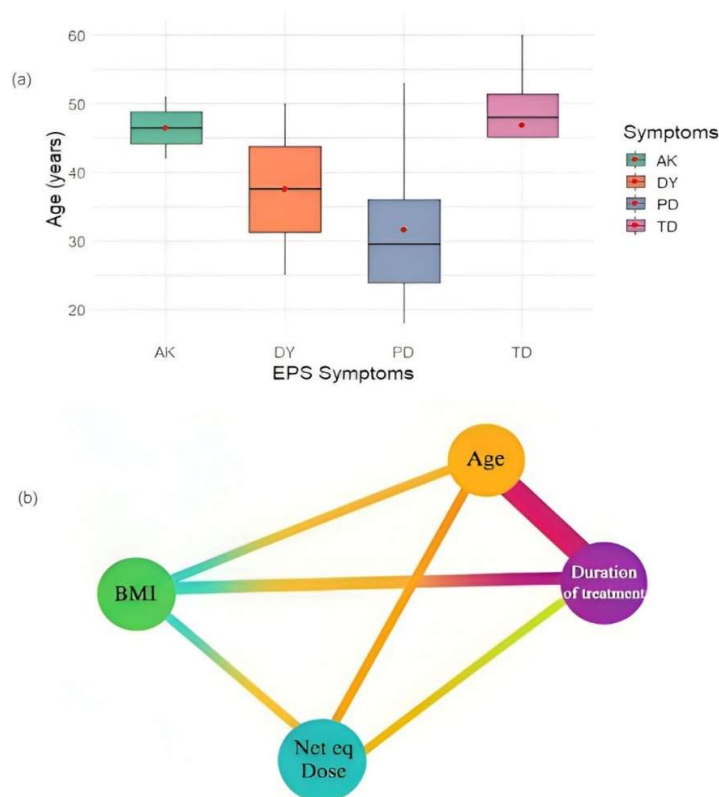 (a)
60
50
40
30
20
Age (years)
AK
DY
PD
TD
EPS Symptoms
Symptoms
AK
DY
PD
TD
(b)
Age
BMI
Duration
of treatment
Net eq
Dose